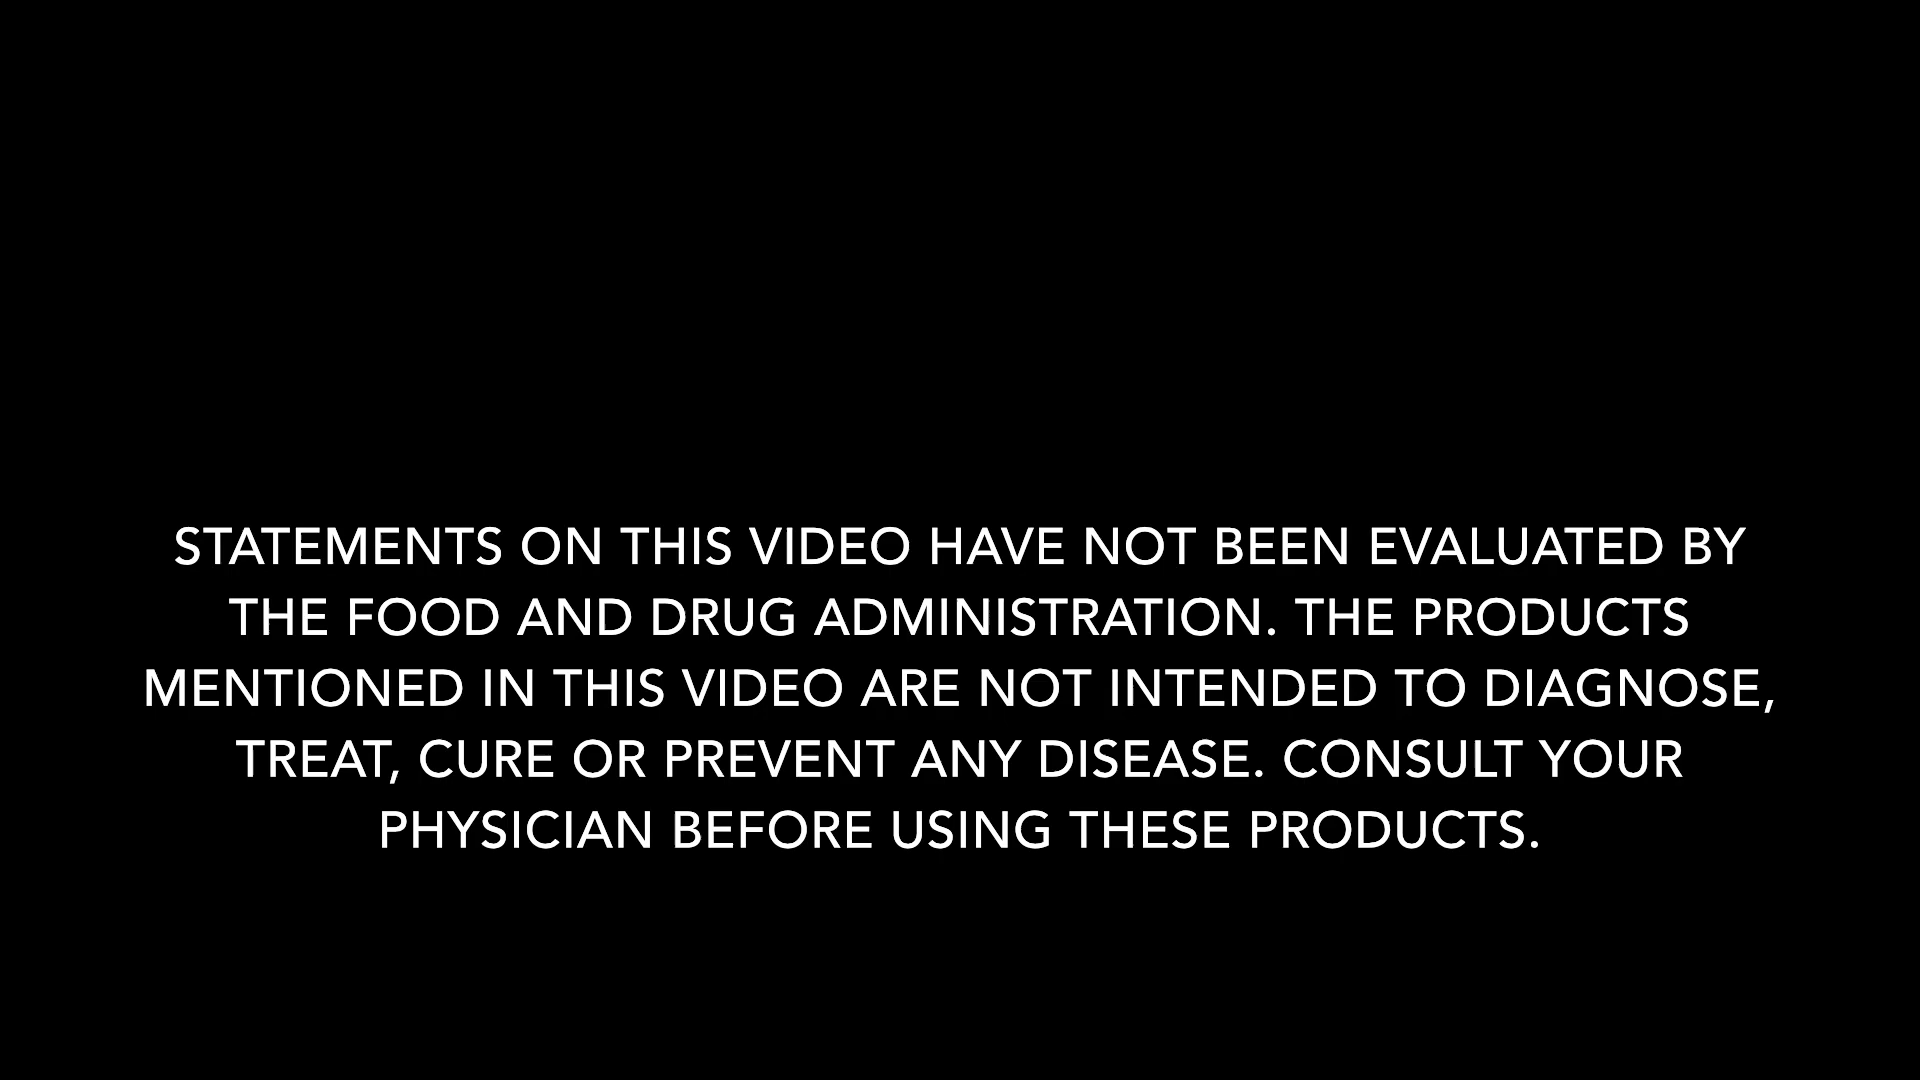 STATEMENTS ON THIS VIDEO HAVE NOT BEEN EVALUATED BY
THE FOOD AND DRUG ADMINISTRATION. THE PRODUCTS
MENTIONED IN THIS VIDEO ARE NOT INTENDED TO DIAGNOSE,
TREAT, CURE OR PREVENT ANY DISEASE. CONSULT YOUR
PHYSICIAN BEFORE USING THESE PRODUCTS.